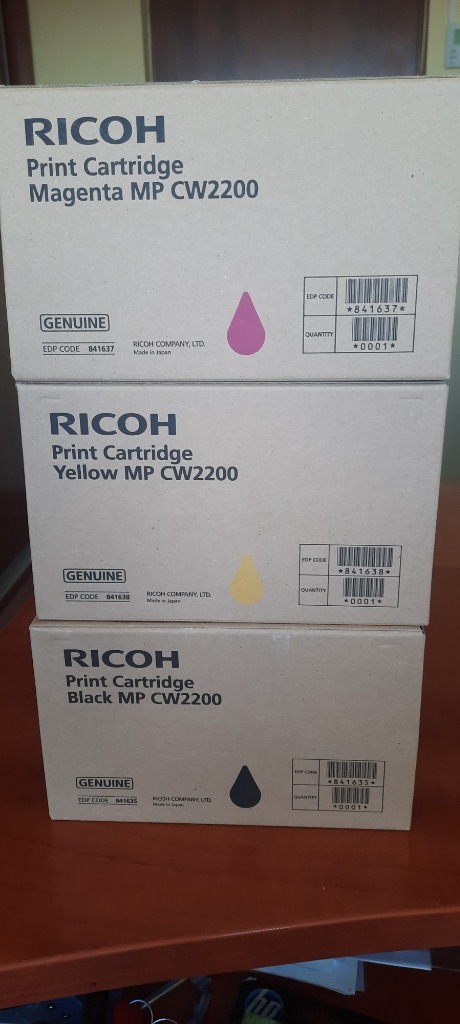 RICOH
Print Cartridge
Magenta MP CW2200
GENUINE
EDP CODE 841637
RICOH COMPANY, LTD.
Made in Japan
EDP CODE
*841637*
QUANTITY
*0001*
RICOH
Print Cartridge
Yellow MP CW2200
GENUINE
EDP CODE 841638
RICOH COMPANY, LTD.
Made in Japan
EDP CODE
*841638*
QUANTITY
*0001*
RICOH
Print Cartridge
Black MP CW2200
GENUINE
EDP CODE 841635
RICOH COMPANY, LTD.
Made in Japan
EDP CODE
*841635*
QUANTITY
*0001*
hp